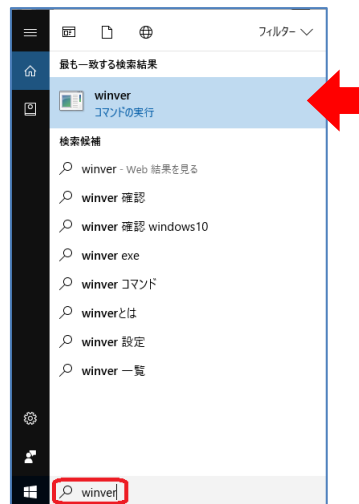 フィルター
最も一致する検索結果
winver
コマンドの実行
検索候補
winver - Web 結果を見る
winver 確認
winver 確認 windows10
winver exe
winver コマンド
winverとは
winver 設定
winver 一覧
winver